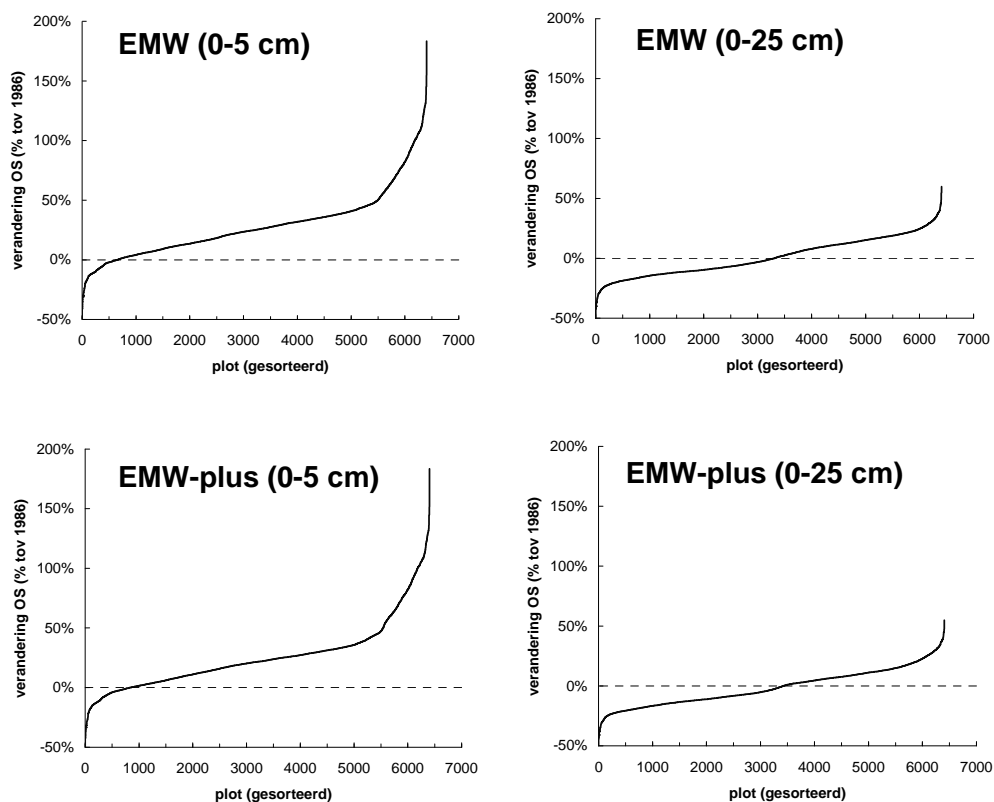 EMW (0-5 cm)
verandering OS (% tov 1986)
200%
150%
100%
50%
0%
-50%
0 1000 2000 3000 4000 5000 6000 7000
plot (gesorteerd)
EMW (0-25 cm)
verandering OS (% tov 1986)
200%
150%
100%
50%
0%
-50%
0 1000 2000 3000 4000 5000 6000 7000
plot (gesorteerd)
EMW-plus (0-5 cm)
verandering OS (% tov 1986)
200%
150%
100%
50%
0%
-50%
0 1000 2000 3000 4000 5000 6000 7000
plot (gesorteerd)
EMW-plus (0-25 cm)
verandering OS (% tov 1986)
200%
150%
100%
50%
0%
-50%
0 1000 2000 3000 4000 5000 6000 7000
plot (gesorteerd)